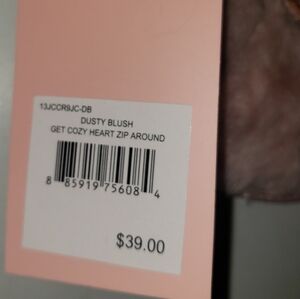 13JCCR9JC-DB
DUSTY BLUSH
GET COZY HEART ZIP AROUND
8 85919 75608 4
$39.00